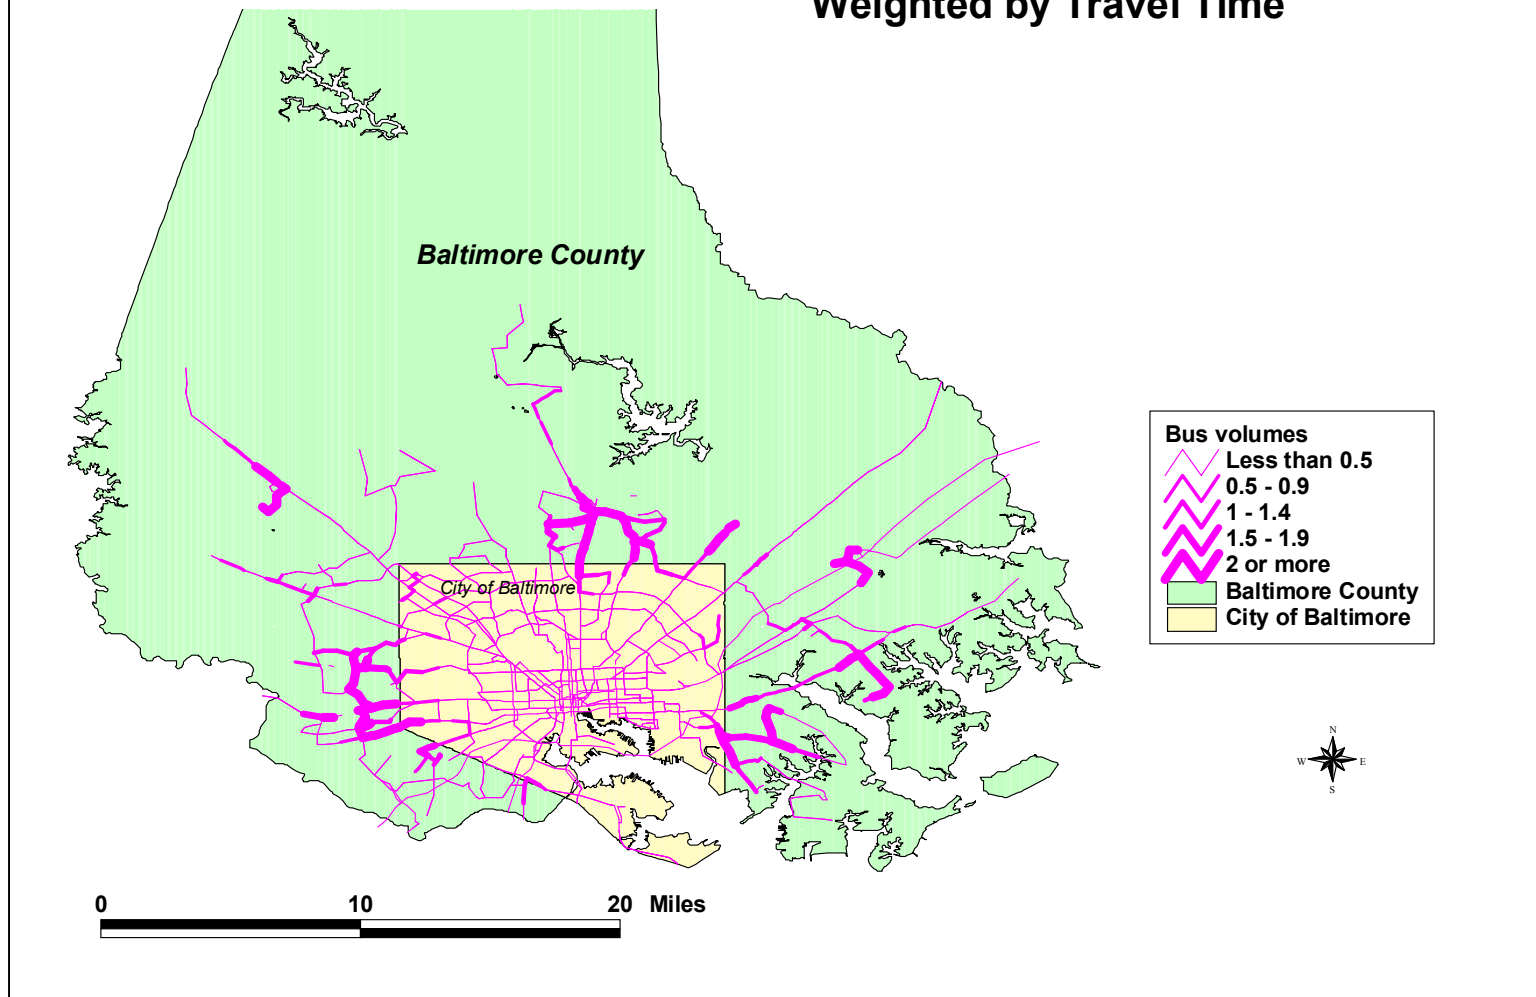 Weighted by Travel Time
Baltimore County
City of Baltimore
Bus volumes
Less than 0.5
0.5 - 0.9
1 - 1.4
1.5 - 1.9
2 or more
Baltimore County
City of Baltimore
N
W E
S
0 10 20 Miles